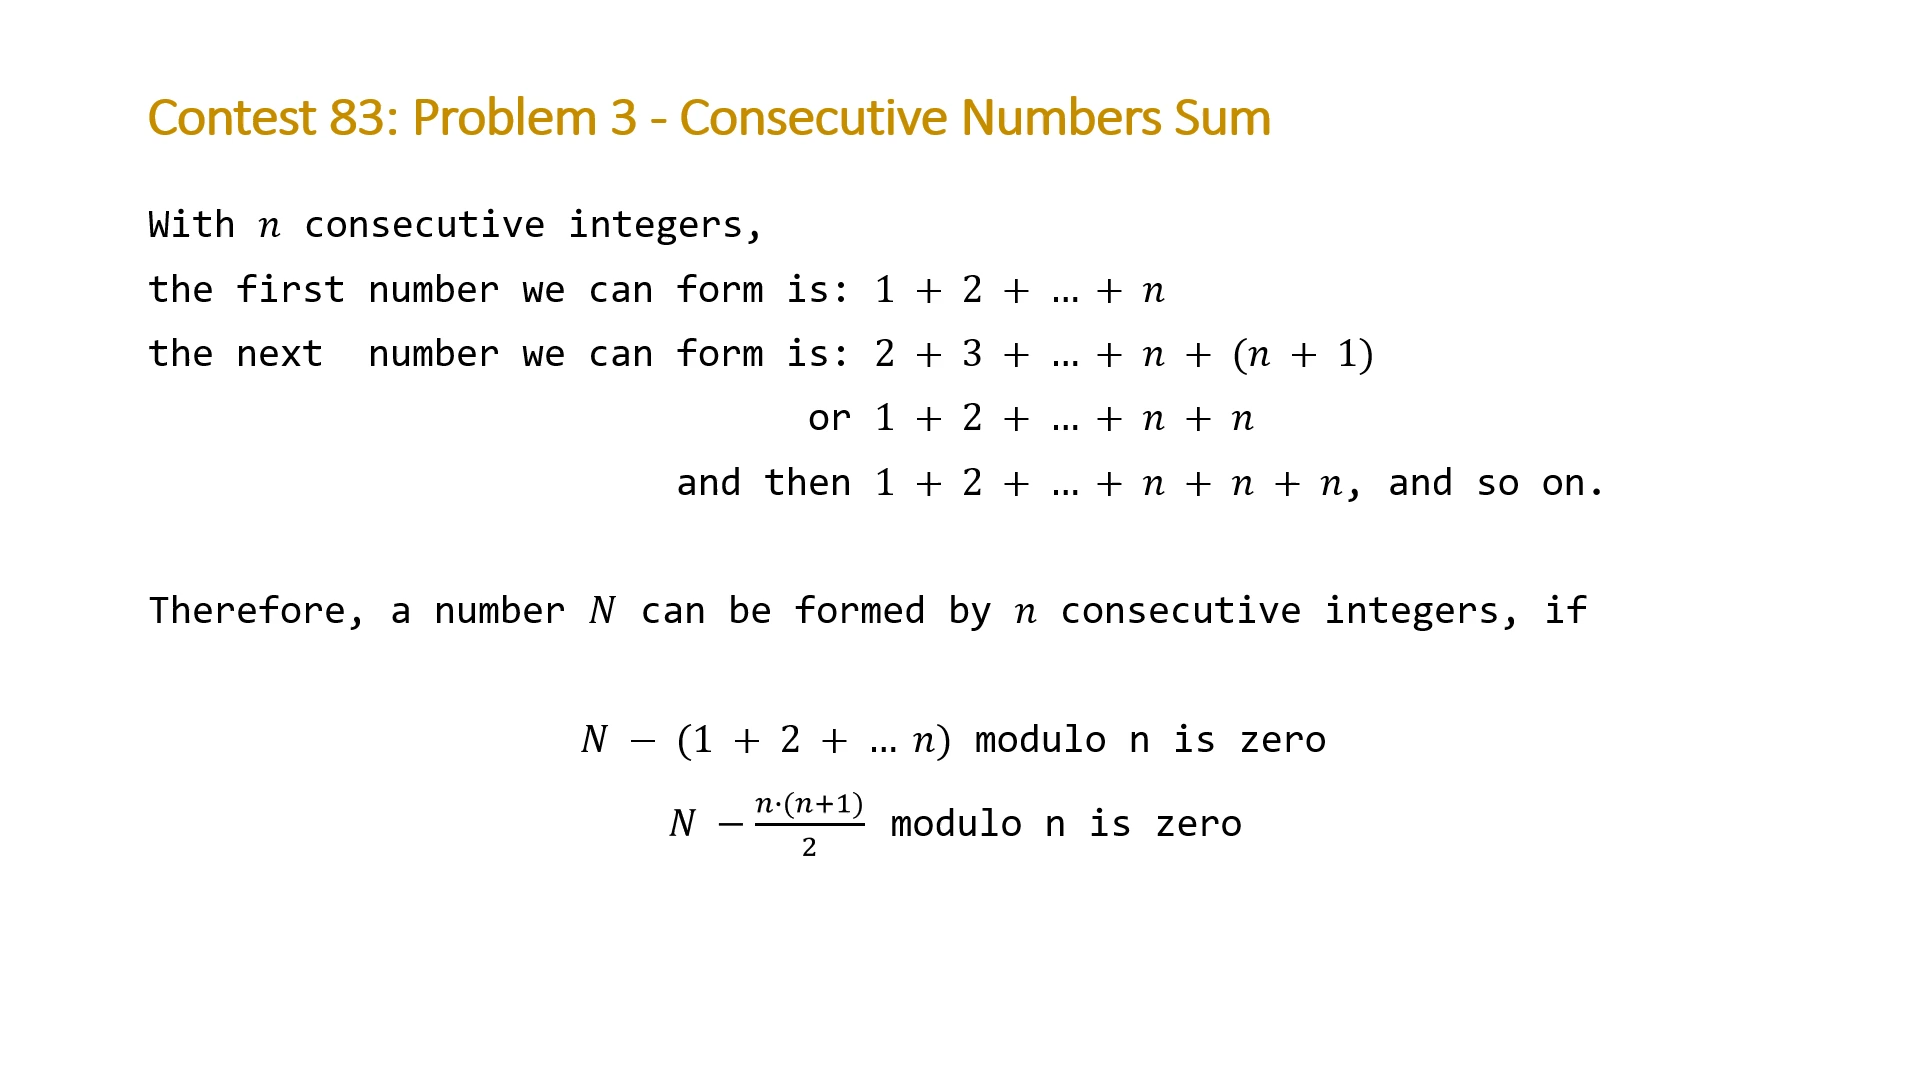 Contest 83: Problem 3 - Consecutive Numbers Sum
With n consecutive integers,
the first number we can form is: 1 + 2 + … + n
the next  number we can form is: 2 + 3 + … + n + (n + 1)
or 1 + 2 + … + n + n
and then 1 + 2 + … + n + n + n, and so on.
Therefore, a number N can be formed by n consecutive integers, if
N − (1 + 2 + … n) modulo n is zero
N − n·(n+1)/2 modulo n is zero